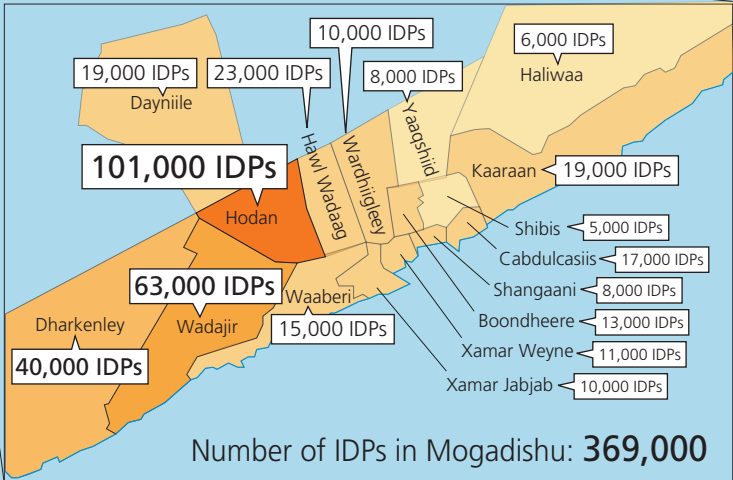 10,000 IDPs
6,000 IDPs
Haliwaa
19,000 IDPs
Dayniile
23,000 IDPs
8,000 IDPs
Yaaqshiid
Hawl Wadaag
Wardhiigleey
101,000 IDPs
Hodan
Kaaraan
19,000 IDPs
Shibis
5,000 IDPs
Cabdulcasiis
17,000 IDPs
63,000 IDPs
Wadajir
Waaberi
15,000 IDPs
Shangaani
8,000 IDPs
Boondheere
13,000 IDPs
Dharkenley
40,000 IDPs
Xamar Weyne
11,000 IDPs
Xamar Jabjab
10,000 IDPs
Number of IDPs in Mogadishu: 369,000